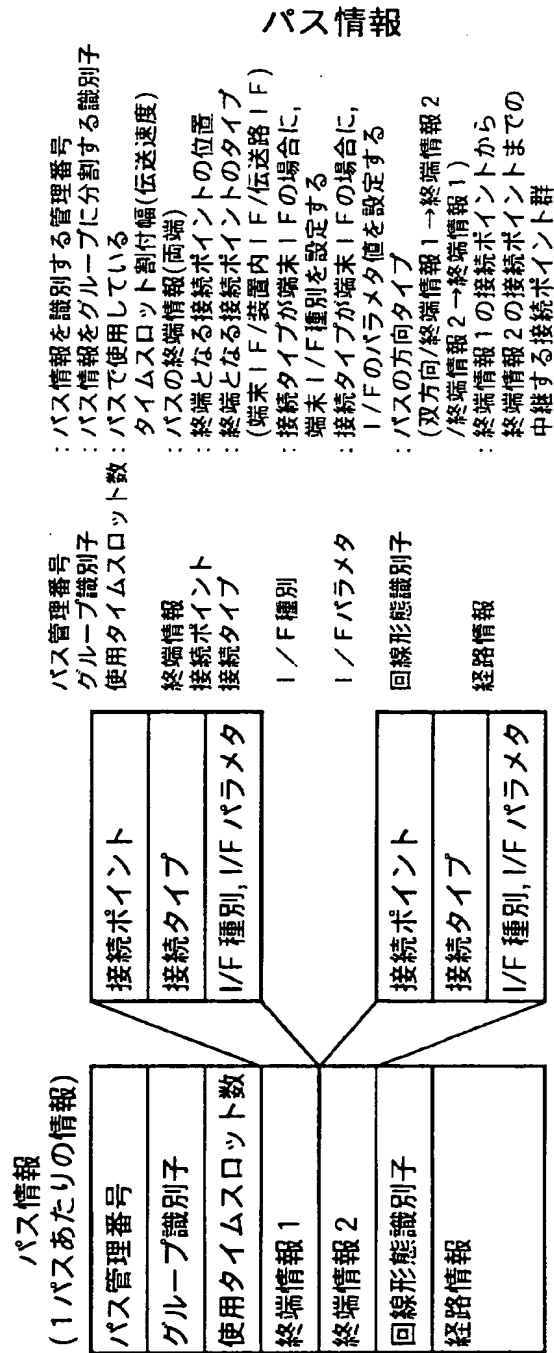 パス情報
パス情報
(1パスあたりの情報)
パス管理番号
グループ識別子
使用タイムスロット数
終端情報1
終端情報2
回線形態識別子
経路情報
接続ポイント
接続タイプ
I/F 種別, I/F パラメタ
接続ポイント
接続タイプ
I/F 種別, I/F パラメタ
パス管理番号 : パス情報を識別する管理番号
グループ識別子 : パス情報をグループに分割する識別子
使用タイムスロット数 : パスで使用している
タイムスロット割付幅(伝送速度)
終端情報 : パスの終端情報(両端)
接続ポイント : 終端となる接続ポイントの位置
接続タイプ : 終端となる接続ポイントのタイプ
(端末IF/装置内IF/伝送路IF)
I/F種別 : 接続タイプが端末IFの場合に,
端末I/F種別を設定する
I/Fパラメタ : 接続タイプが端末IFの場合に,
I/Fのパラメタ値を設定する
回線形態識別子 : パスの方向タイプ
(双方向/終端情報1→終端情報2
/終端情報2→終端情報1)
経路情報 : 終端情報1の接続ポイントから
終端情報2の接続ポイントまでの
中継する接続ポイント群